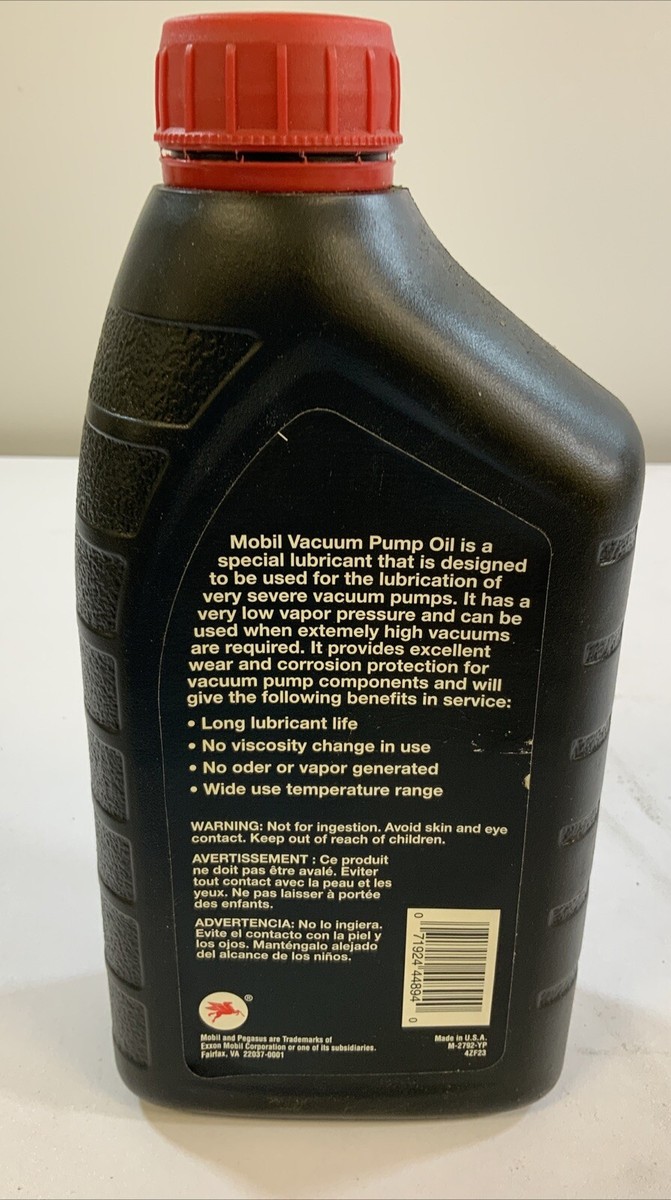 Mobil Vacuum Pump Oil is a
special lubricant that is designed
to be used for the lubrication of
very severe vacuum pumps. It has a
very low vapor pressure and can be
used when extemely high vacuums
are required. It provides excellent
wear and corrosion protection for
vacuum pump components and will
give the following benefits in service:
• Long lubricant life
• No viscosity change in use
• No oder or vapor generated
• Wide use temperature range
WARNING: Not for ingestion. Avoid skin and eye
contact. Keep out of reach of children.
AVERTISSEMENT : Ce produit
ne doit pas être avalé. Eviter
tout contact avec la peau et les
yeux. Ne pas laisser à portée
des enfants.
ADVERTENCIA: No lo ingiera.
Evite el contacto con la piel y
los ojos. Manténgalo alejado
del alcance de los niños.
0 71924 44894 0
®
Mobil and Pegasus are Trademarks of
Exxon Mobil Corporation or one of its subsidiaries.
Fairfax, VA 22037-0001
Made in U.S.A.
M-2792-YP
4ZF23